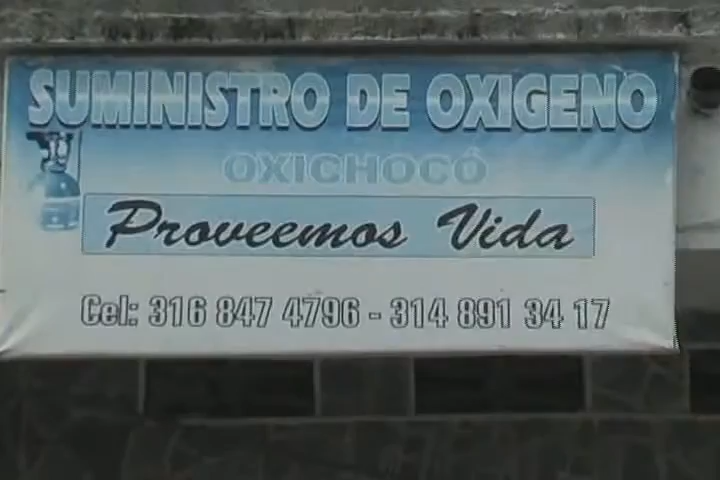 SUMINISTRO DE OXIGENO
OXICHOCÓ
Proveemos Vida
Cel: 316 847 4796 - 314 891 34 17